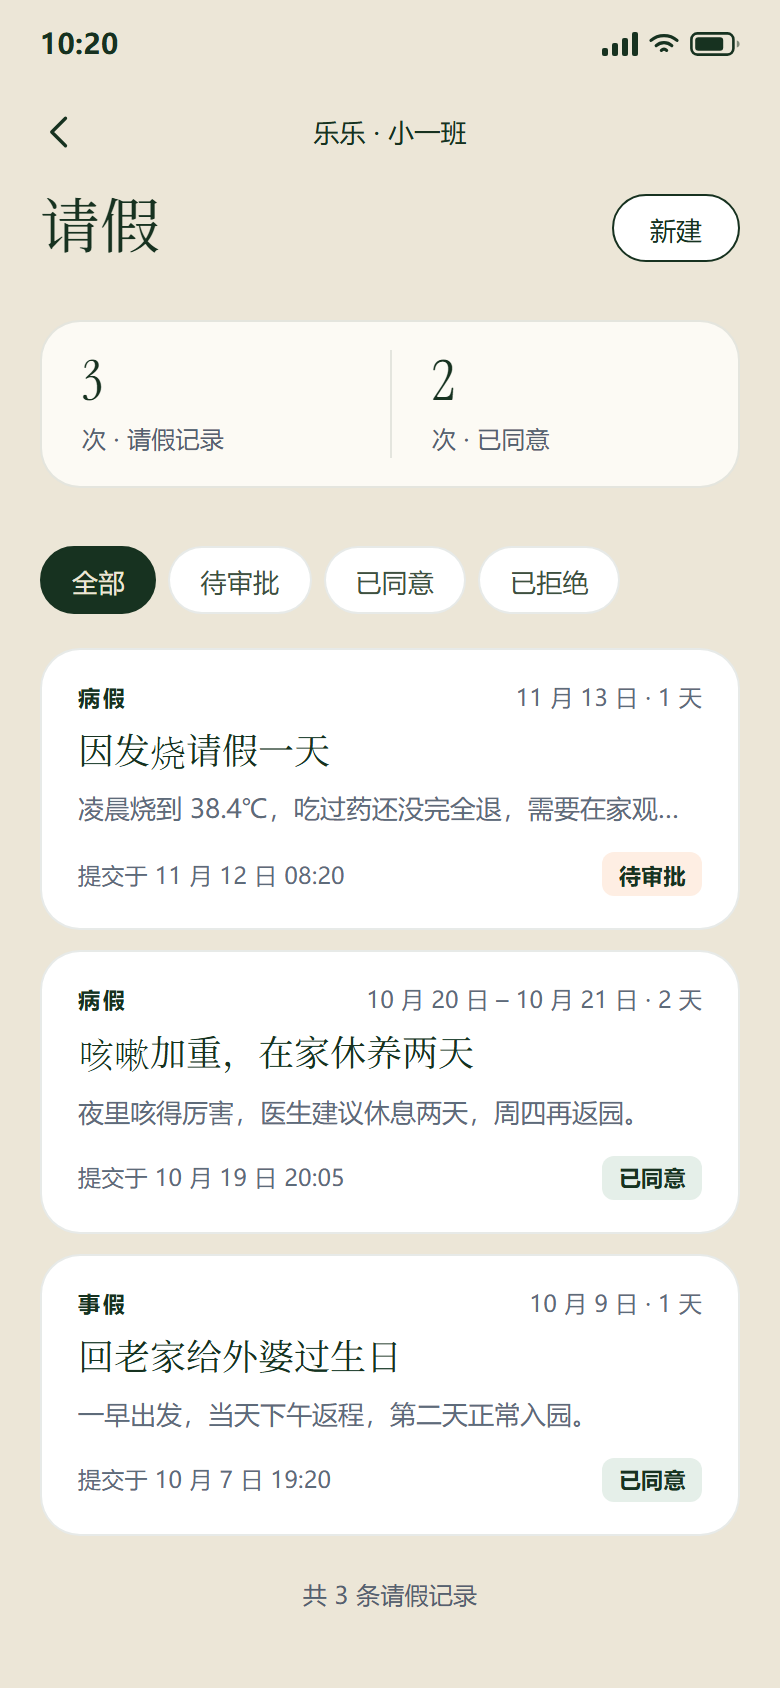 10:20
乐乐 · 小一班
请假
新建
3
次 · 请假记录
2
次 · 已同意
全部
待审批
已同意
已拒绝
病假
11 月 13 日 · 1 天
因发烧请假一天
凌晨烧到 38.4℃，吃过药还没完全退，需要在家观...
提交于 11 月 12 日 08:20
待审批
病假
10 月 20 日 – 10 月 21 日 · 2 天
咳嗽加重，在家休养两天
夜里咳得厉害，医生建议休息两天，周四再返园。
提交于 10 月 19 日 20:05
已同意
事假
10 月 9 日 · 1 天
回老家给外婆过生日
一早出发，当天下午返程，第二天正常入园。
提交于 10 月 7 日 19:20
已同意
共 3 条请假记录